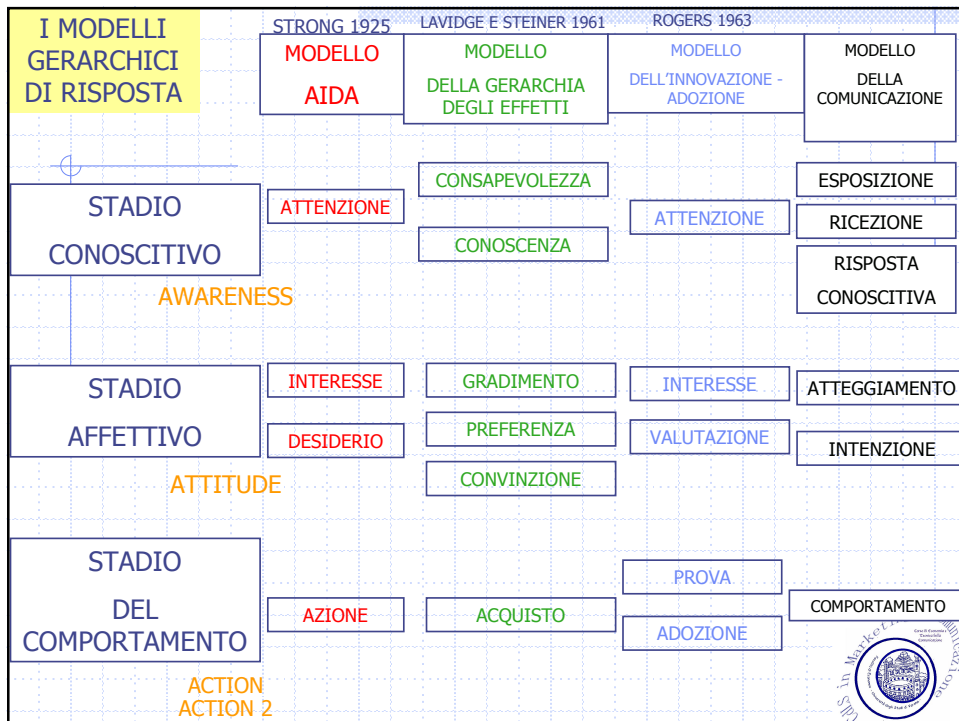 I MODELLI
GERARCHICI
DI RISPOSTA
STRONG 1925
MODELLO
AIDA
LAVIDGE E STEINER 1961
MODELLO
DELLA GERARCHIA
DEGLI EFFETTI
ROGERS 1963
MODELLO
DELL'INNOVAZIONE -
ADOZIONE
MODELLO
DELLA
COMUNICAZIONE
STADIO
CONOSCITIVO
AWARENESS
ATTENZIONE
CONSAPEVOLEZZA
CONOSCENZA
ATTENZIONE
ESPOSIZIONE
RICEZIONE
RISPOSTA
CONOSCITIVA
STADIO
AFFETTIVO
ATTITUDE
INTERESSE
DESIDERIO
GRADIMENTO
PREFERENZA
CONVINZIONE
INTERESSE
VALUTAZIONE
ATTEGGIAMENTO
INTENZIONE
STADIO
DEL
COMPORTAMENTO
ACTION
ACTION 2
AZIONE
ACQUISTO
PROVA
ADOZIONE
COMPORTAMENTO
CdLS in Marketing